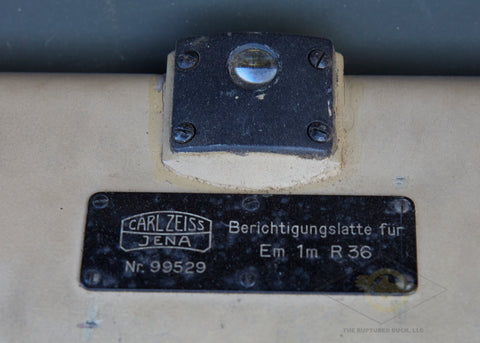 CARL ZEISS
JENA
Nr. 99529
Berichtigungslatte für
Em 1m R 36
THE RUPTURED DUCK, LLC